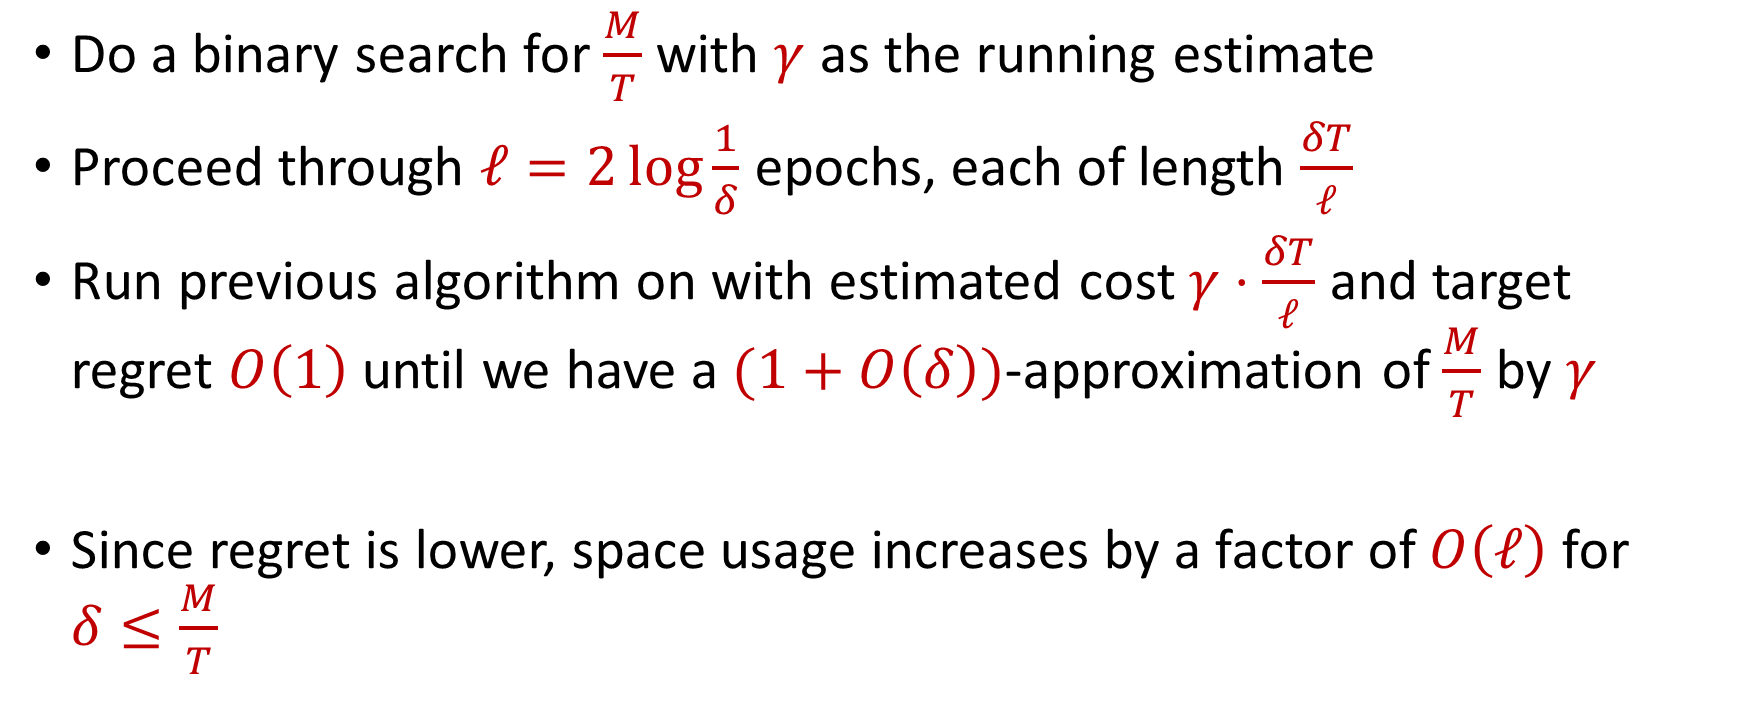 • Do a binary search for M/T with γ as the running estimate
• Proceed through ℓ = 2 log 1/δ epochs, each of length δT/ℓ
• Run previous algorithm on with estimated cost γ · δT/ℓ and target
regret O(1) until we have a (1 + O(δ))-approximation of M/T by γ
• Since regret is lower, space usage increases by a factor of O(ℓ) for
δ ≤ M/T